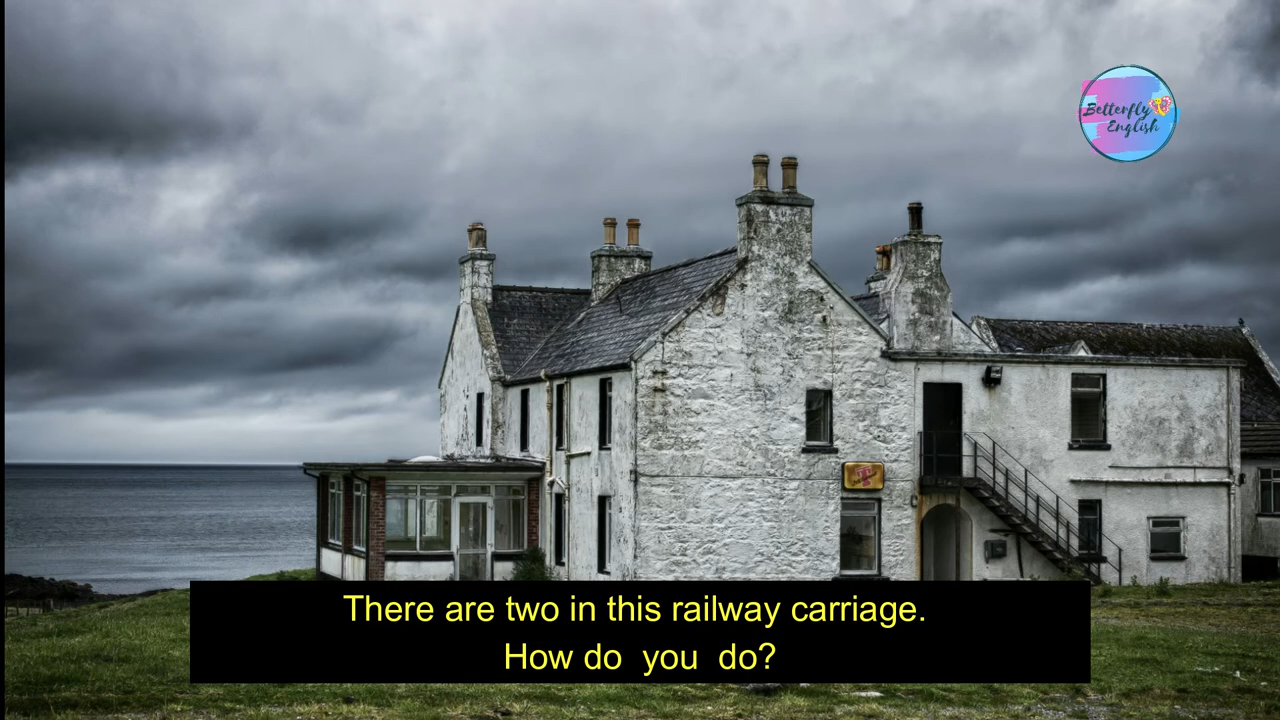 Betterfly
English
T
There are two in this railway carriage.
How do you do?